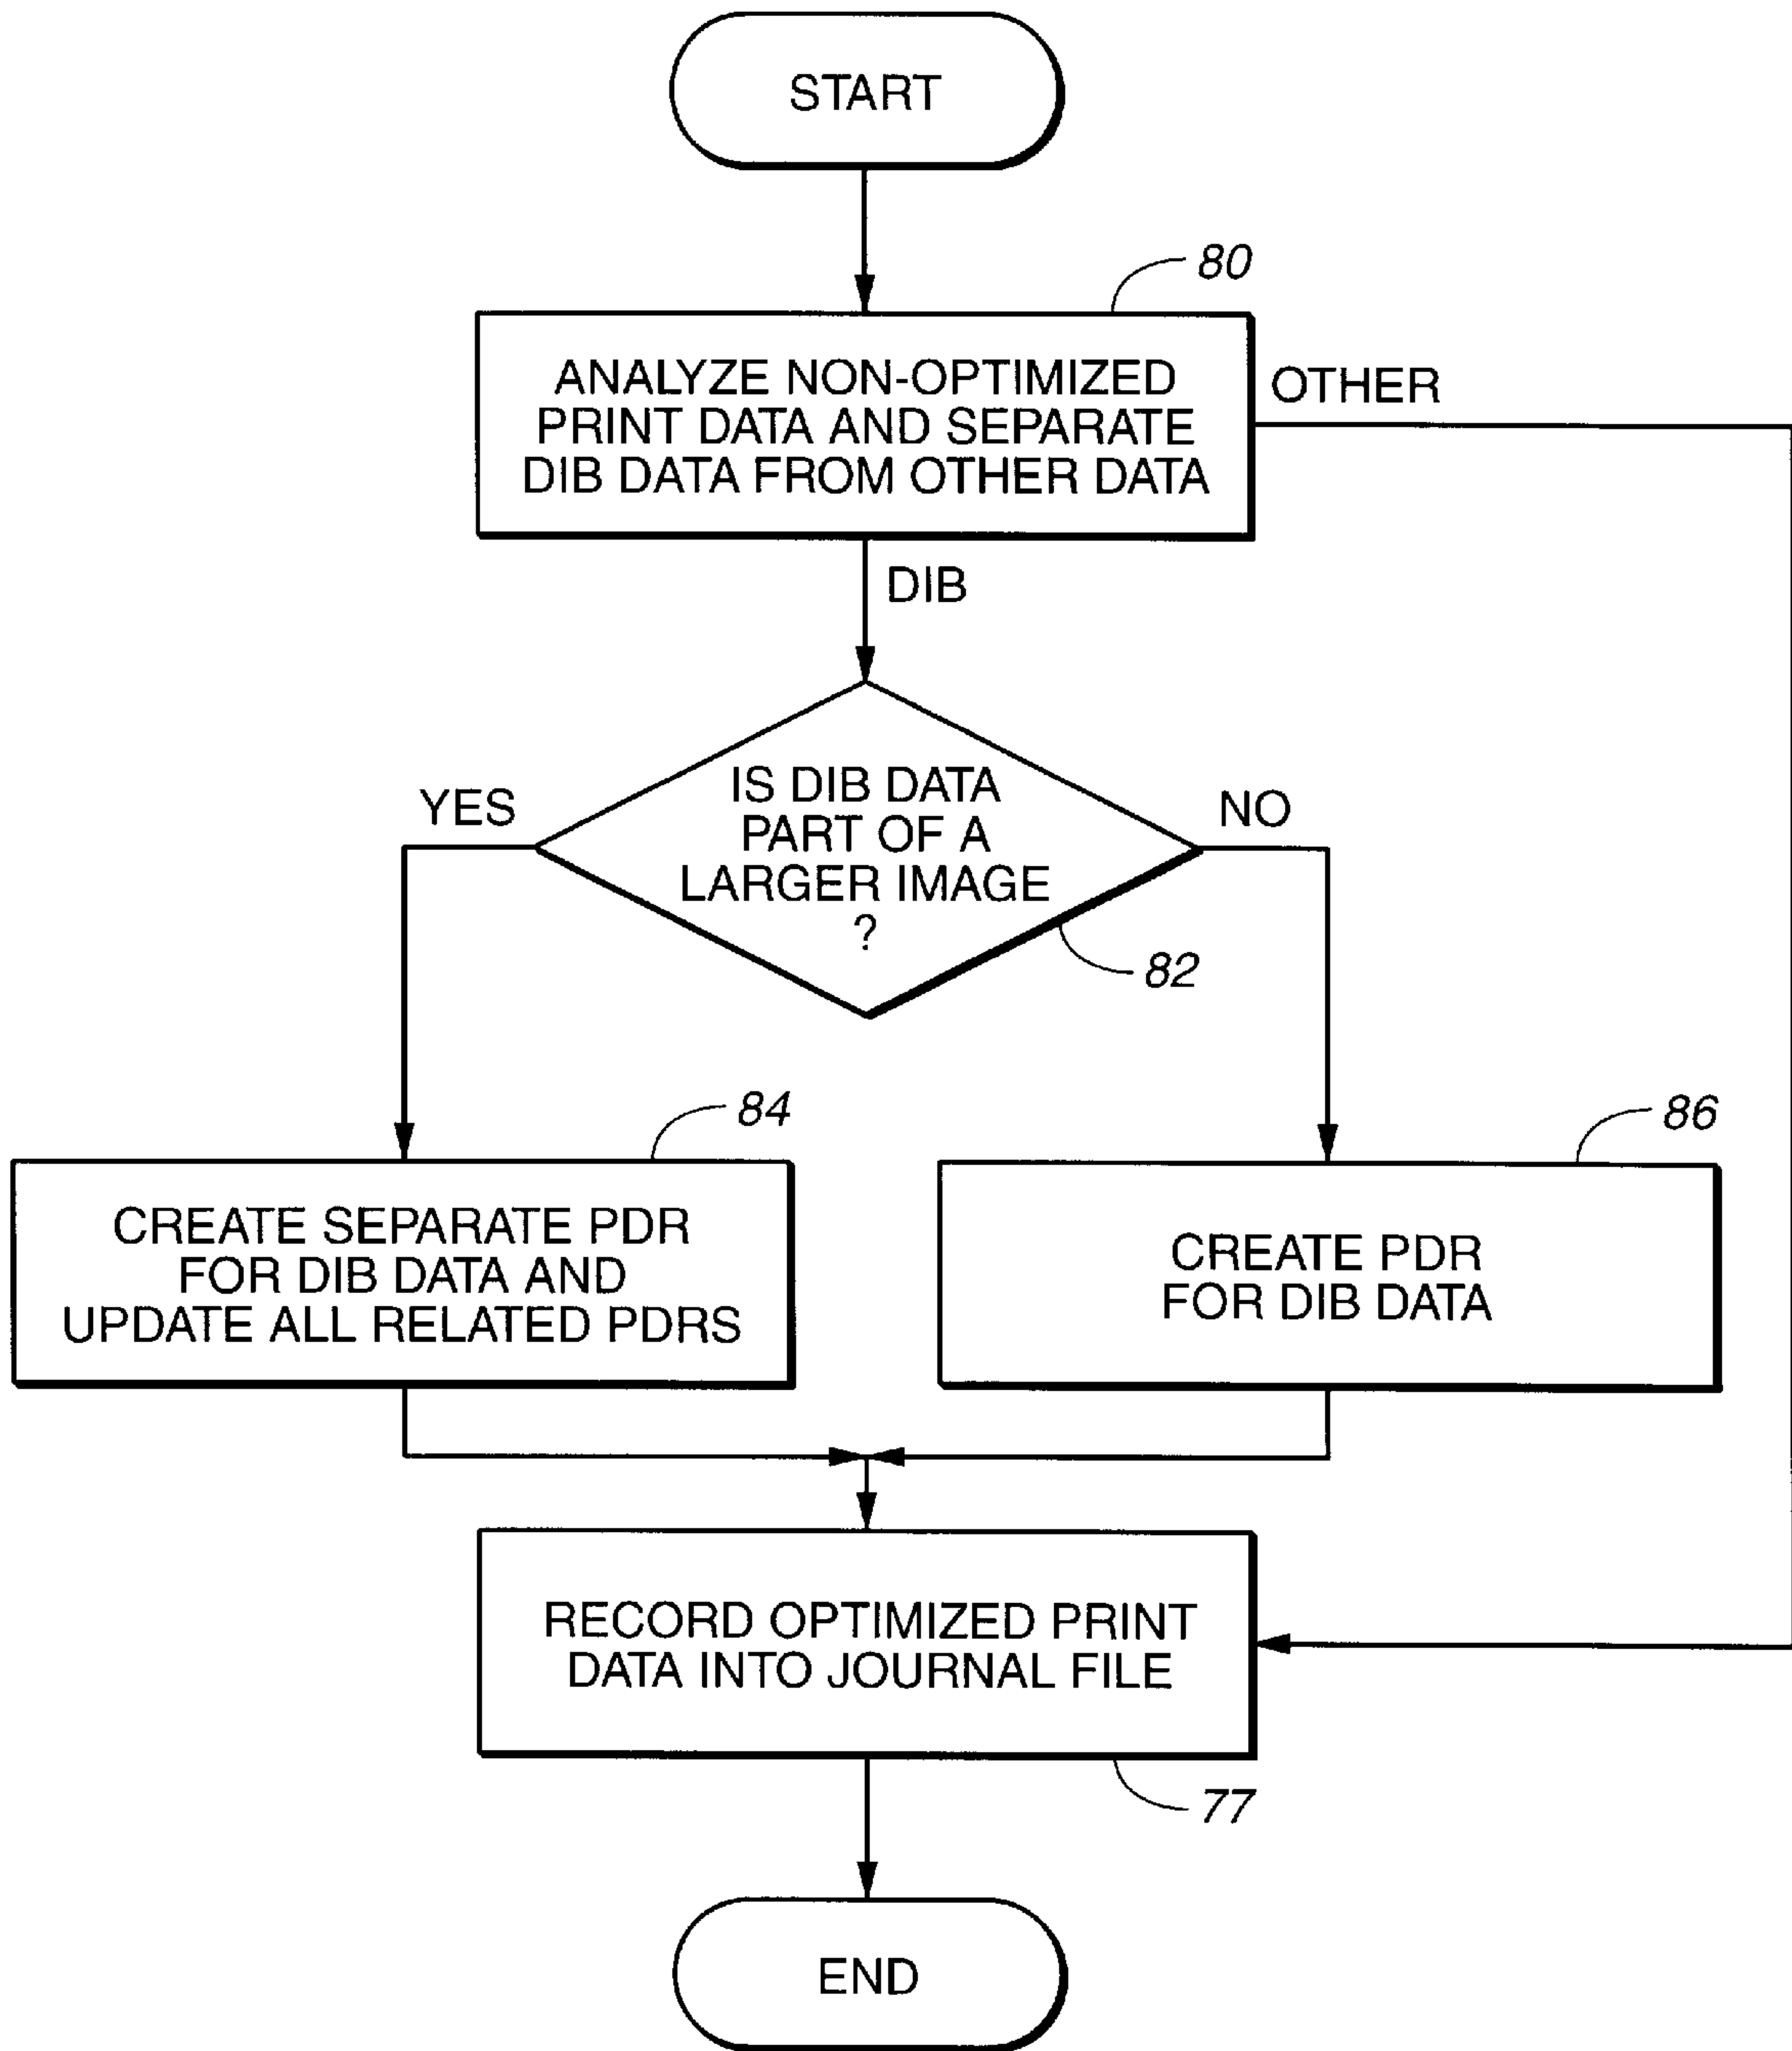 START
80
ANALYZE NON-OPTIMIZED
PRINT DATA AND SEPARATE
DIB DATA FROM OTHER DATA
OTHER
DIB
IS DIB DATA
PART OF A
LARGER IMAGE
?
YES
NO
82
84
CREATE SEPARATE PDR
FOR DIB DATA AND
UPDATE ALL RELATED PDRS
86
CREATE PDR
FOR DIB DATA
RECORD OPTIMIZED PRINT
DATA INTO JOURNAL FILE
77
END